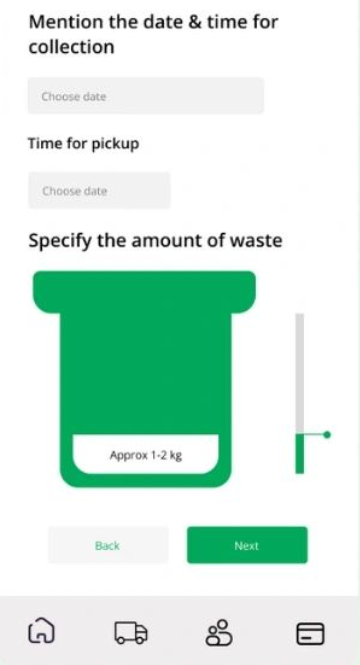 Mention the date & time for
collection
Choose date
Time for pickup
Choose date
Specify the amount of waste
Approx 1-2 kg
Back
Next